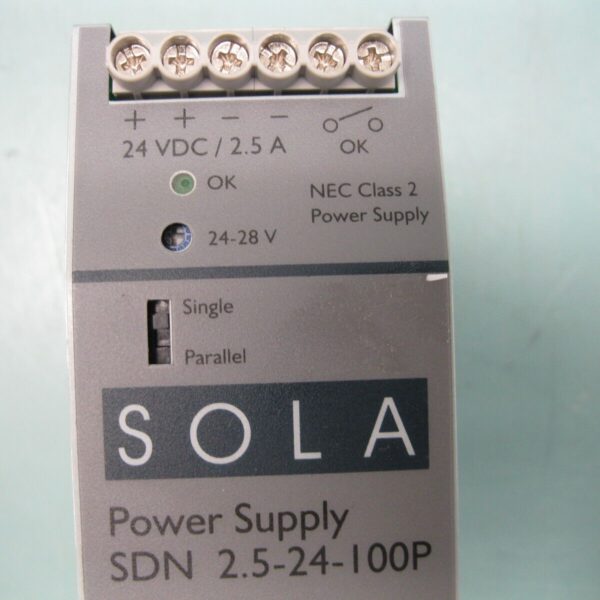 + + − −
24 VDC / 2.5 A
OK
OK
NEC Class 2
Power Supply
24-28 V
Single
Parallel
SOLA
Power Supply
SDN 2.5-24-100P